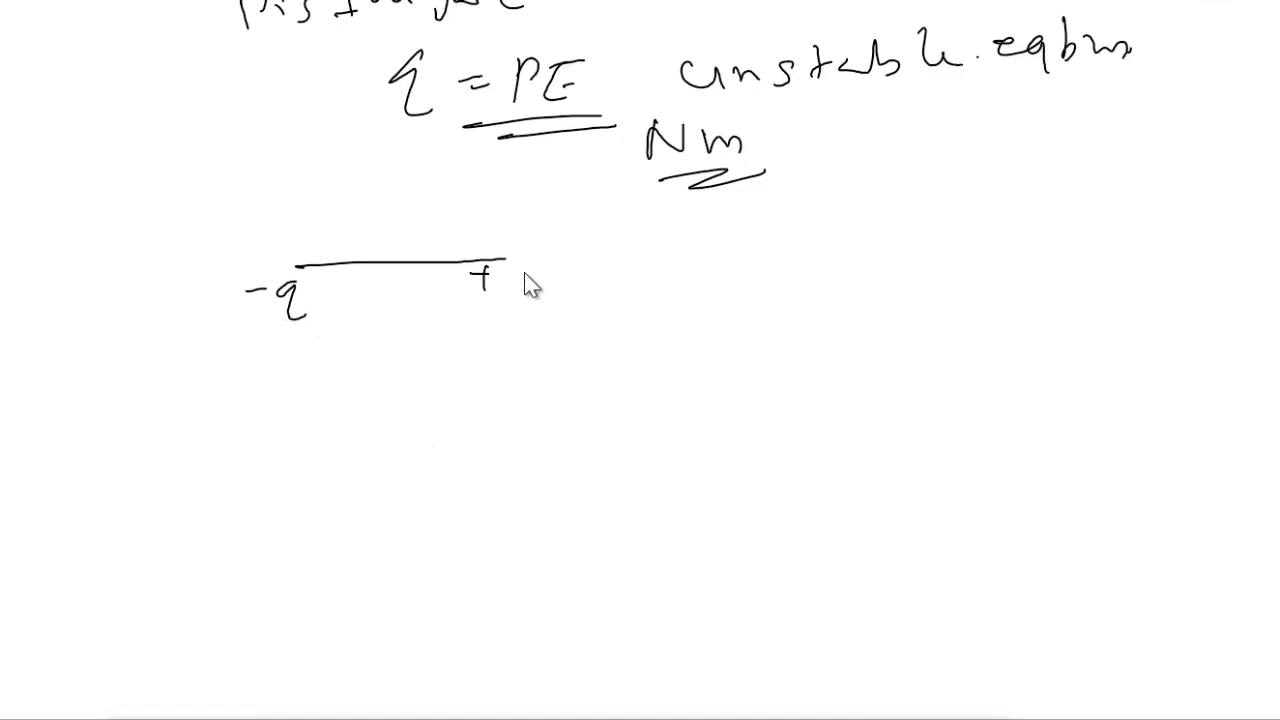 = PE unstable. eqbm
Nm
-q +